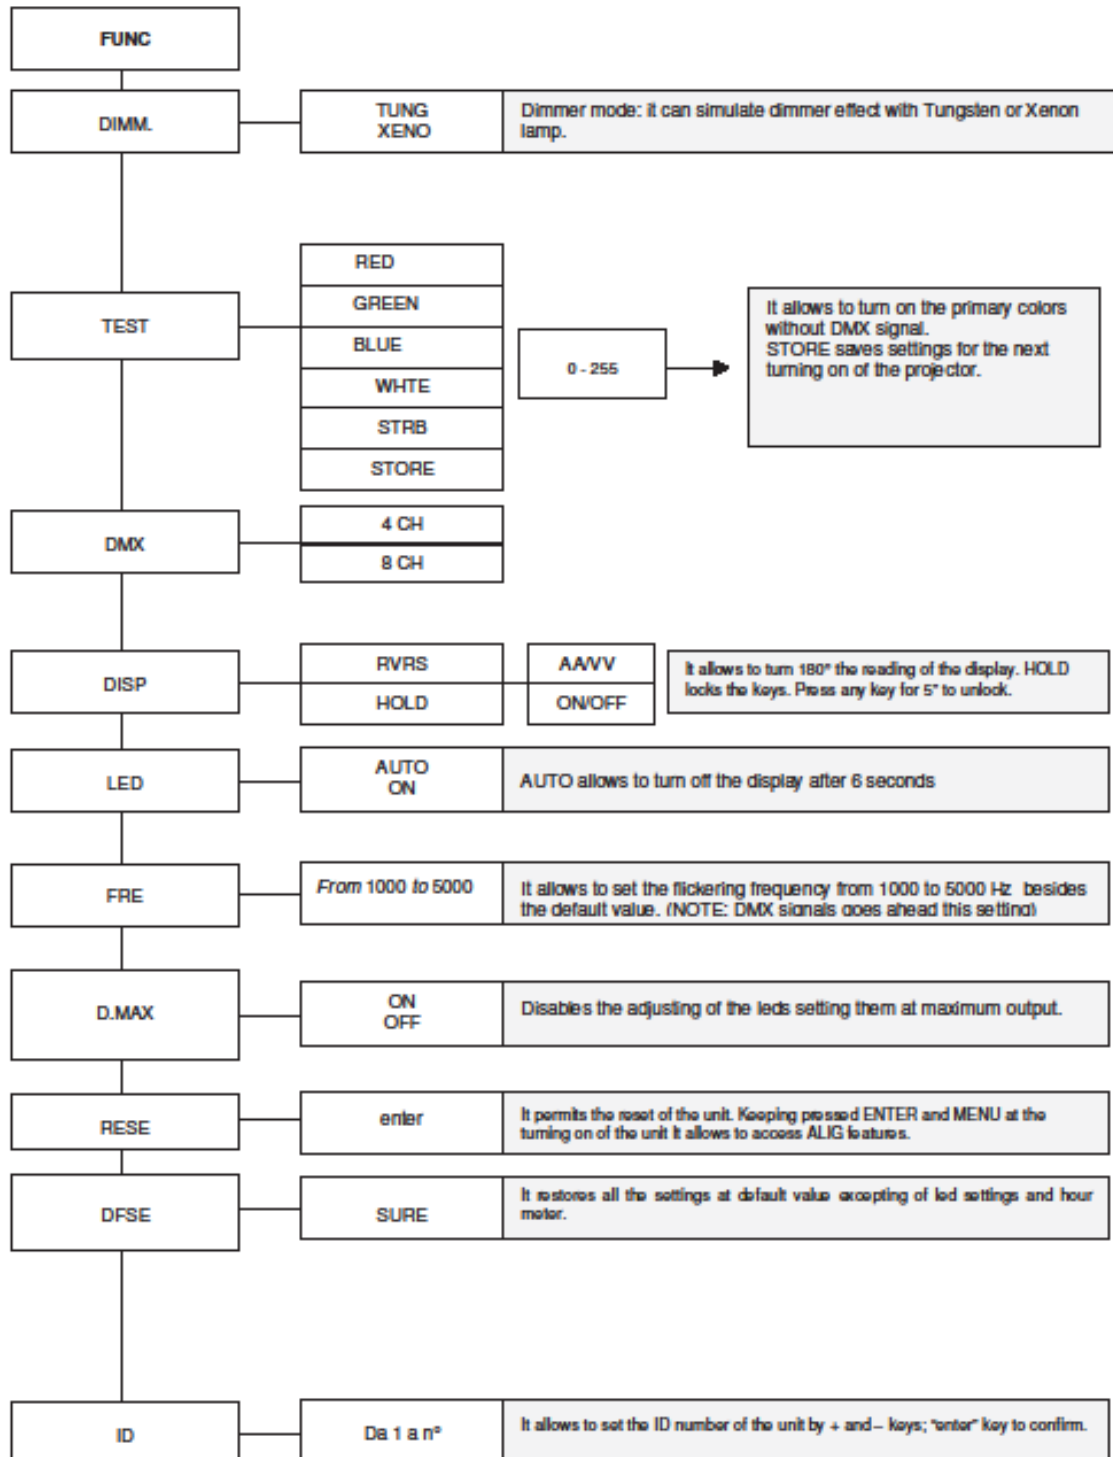 FUNC
DIMM.
TUNG
XENO
Dimmer mode: it can simulate dimmer effect with Tungsten or Xenon
lamp.
TEST
RED
GREEN
BLUE
WHTE
STRB
STORE
0 - 255
It allows to turn on the primary colors
without DMX signal.
STORE saves settings for the next
turning on of the projector.
DMX
4 CH
8 CH
DISP
RVRS
HOLD
AA/VV
ON/OFF
It allows to turn 180° the reading of the display. HOLD
locks the keys. Press any key for 5" to unlock.
LED
AUTO
ON
AUTO allows to turn off the display after 6 seconds
FRE
From 1000 to 5000
It allows to set the flickering frequency from 1000 to 5000 Hz besides
the default value. (NOTE: DMX signals goes ahead this setting)
D.MAX
ON
OFF
Disables the adjusting of the leds setting them at maximum output.
RESE
enter
It permits the reset of the unit. Keeping pressed ENTER and MENU at the
turning on of the unit it allows to access ALIG features.
DFSE
SURE
It restores all the settings at default value excepting of led settings and hour
meter.
ID
Da 1 a n°
It allows to set the ID number of the unit by + and – keys; "enter" key to confirm.